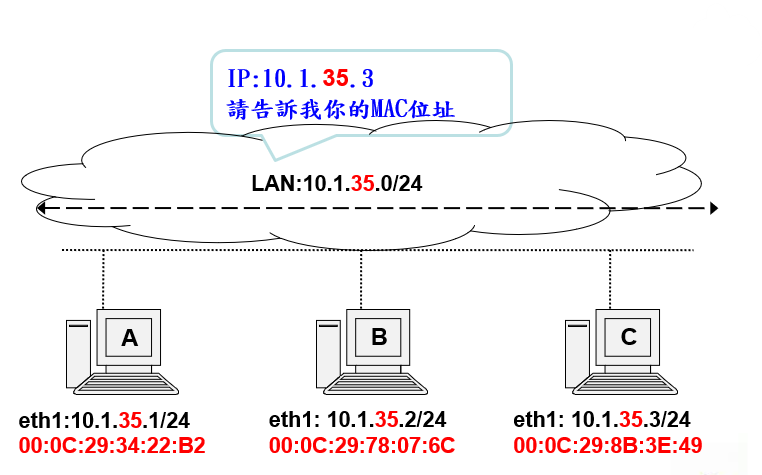 IP:10.1.35.3
請告訴我你的MAC位址
LAN:10.1.35.0/24
A
B
C
eth1:10.1.35.1/24
00:0C:29:34:22:B2
eth1: 10.1.35.2/24
00:0C:29:78:07:6C
eth1: 10.1.35.3/24
00:0C:29:8B:3E:49